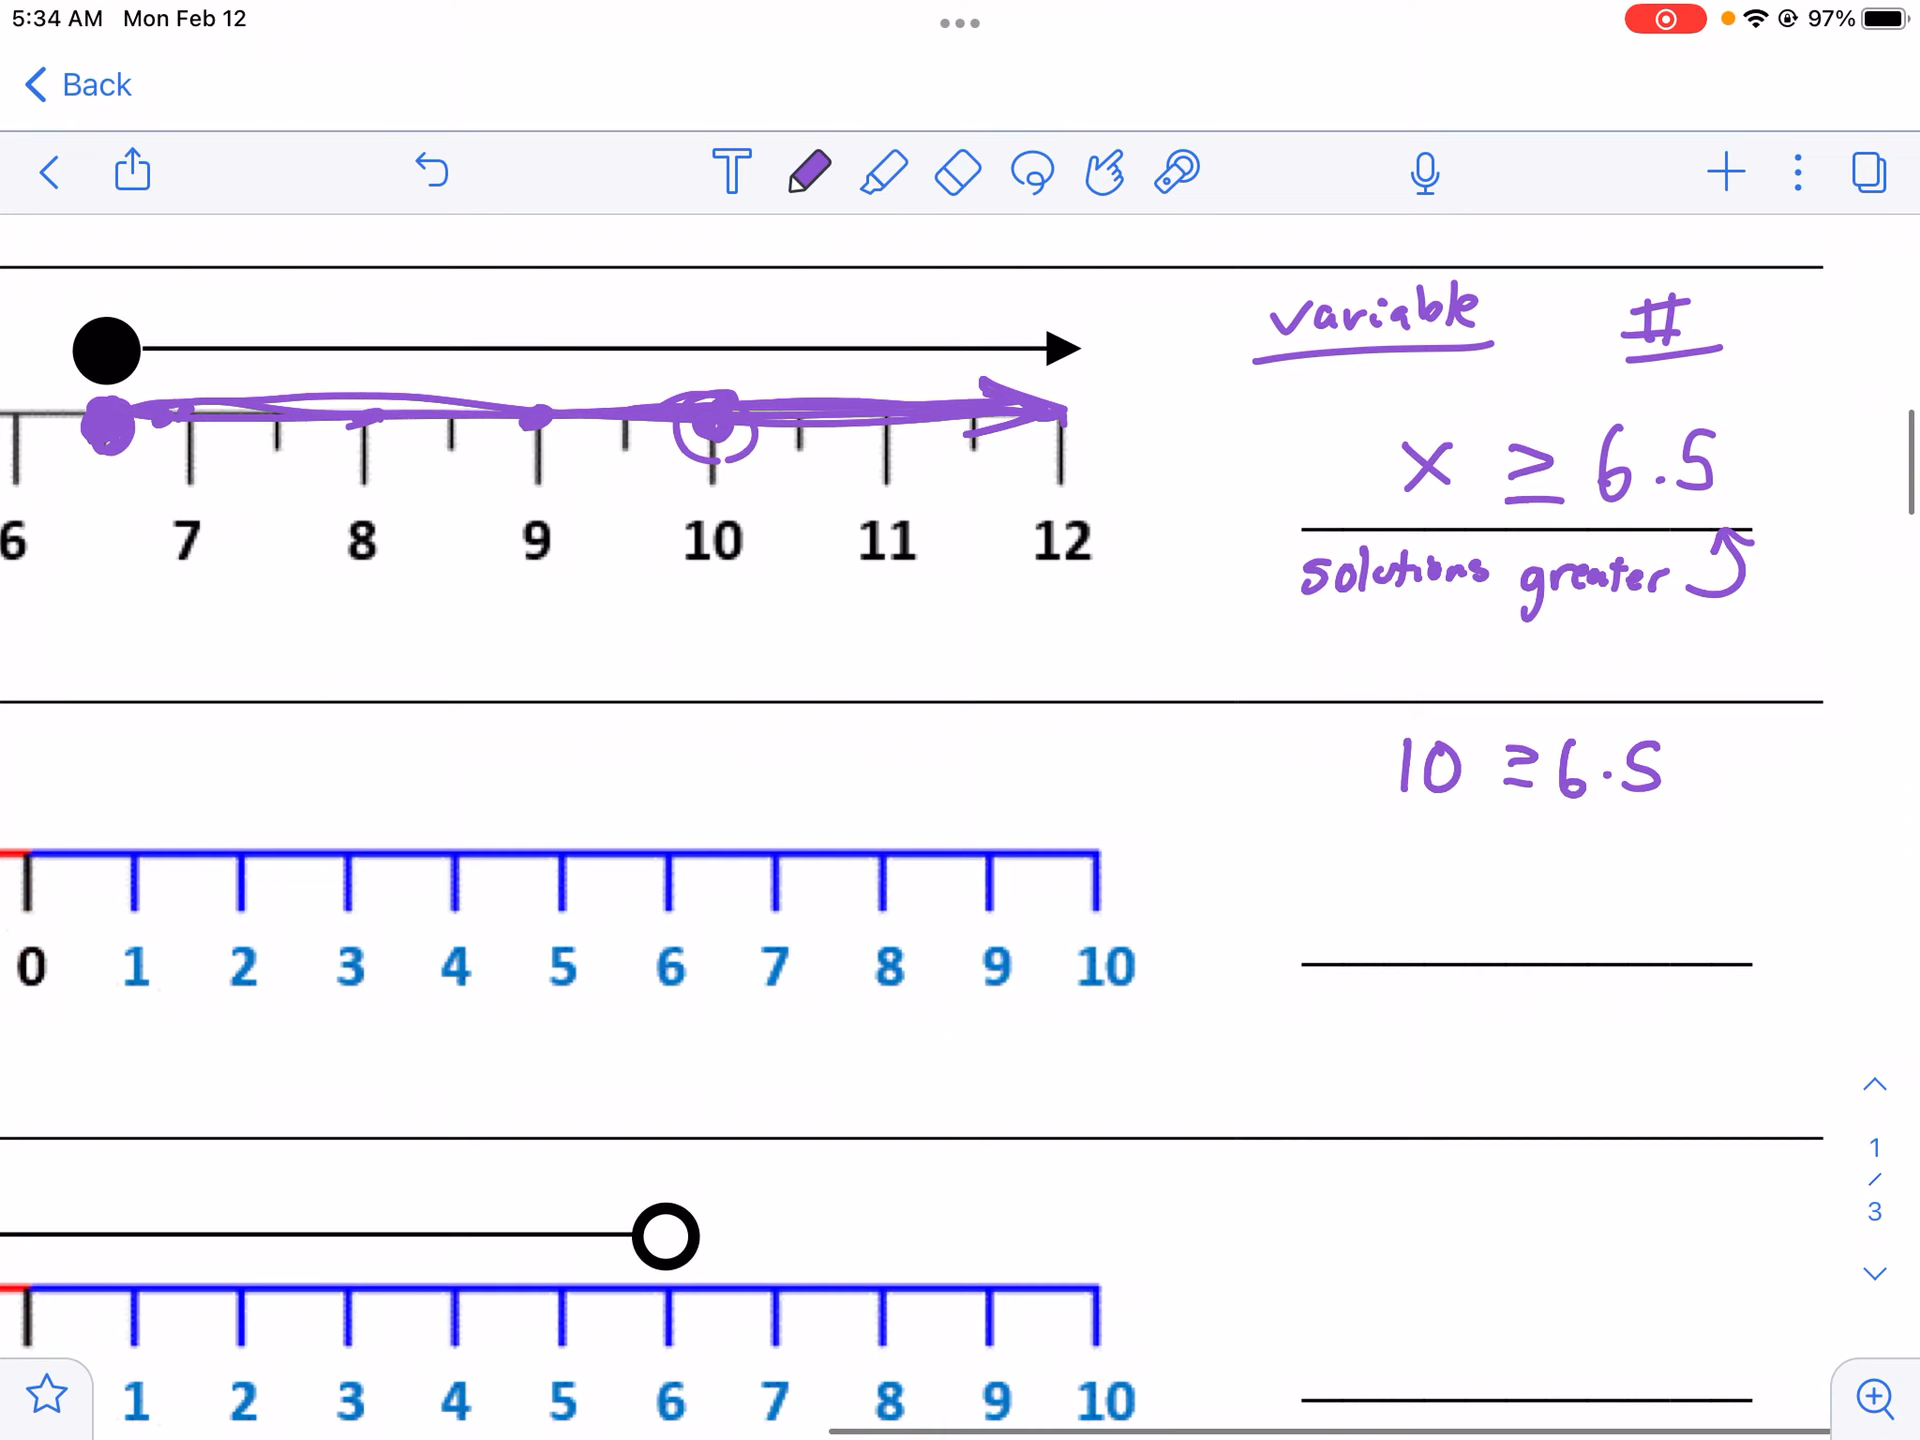 5:34 AM Mon Feb 12
97%
Back
T
variable #
x ≥ 6.5
6 7 8 9 10 11 12
solutions greater
10 ≥ 6.5
0 1 2 3 4 5 6 7 8 9 10
1
/
3
1 2 3 4 5 6 7 8 9 10